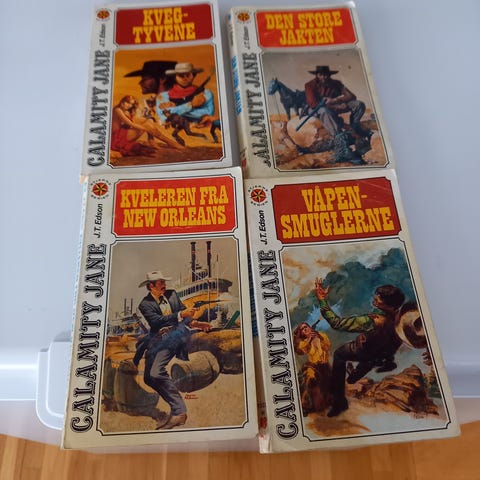 KVEG-
TYVENE
J.T. Edson
CALAMITY JANE
DEN STORE
JAKTEN
J.T. Edson
CALAMITY JANE
KVELEREN FRA
NEW ORLEANS
J.T. Edson
CALAMITY JANE
VÅPEN-
SMUGLERNE
J.T. Edson
CALAMITY JANE